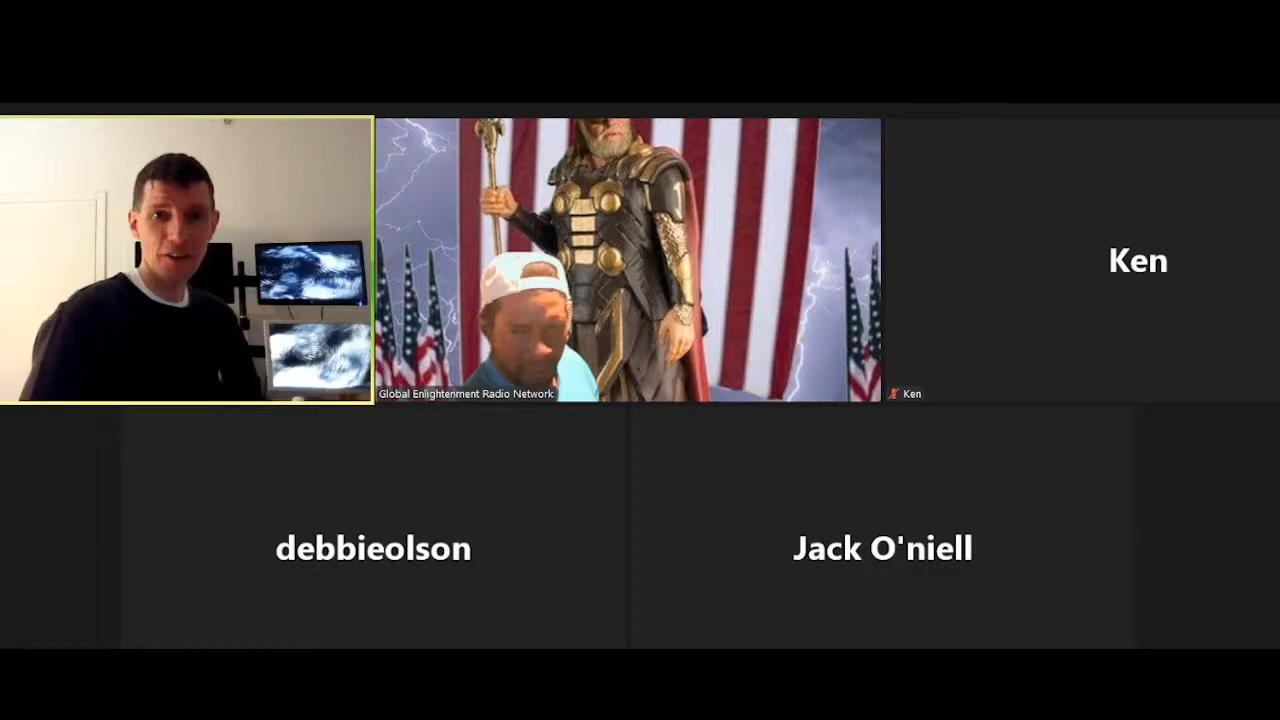 Ken
Global Enlightenment Radio Network
Ken
debbieolson
Jack O'niell